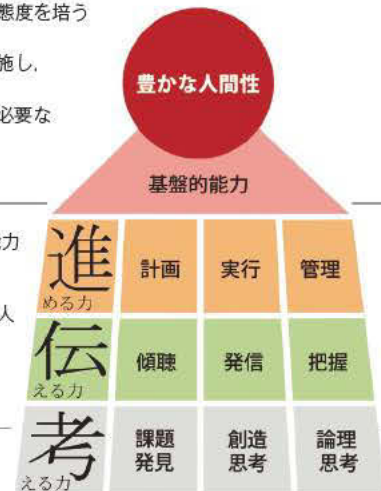 態度を培う
施し,
必要な
豊かな人間性
基盤的能力
力
人
進める力
計画
実行
管理
伝える力
傾聴
発信
把握
考える力
課題
発見
創造
思考
論理
思考